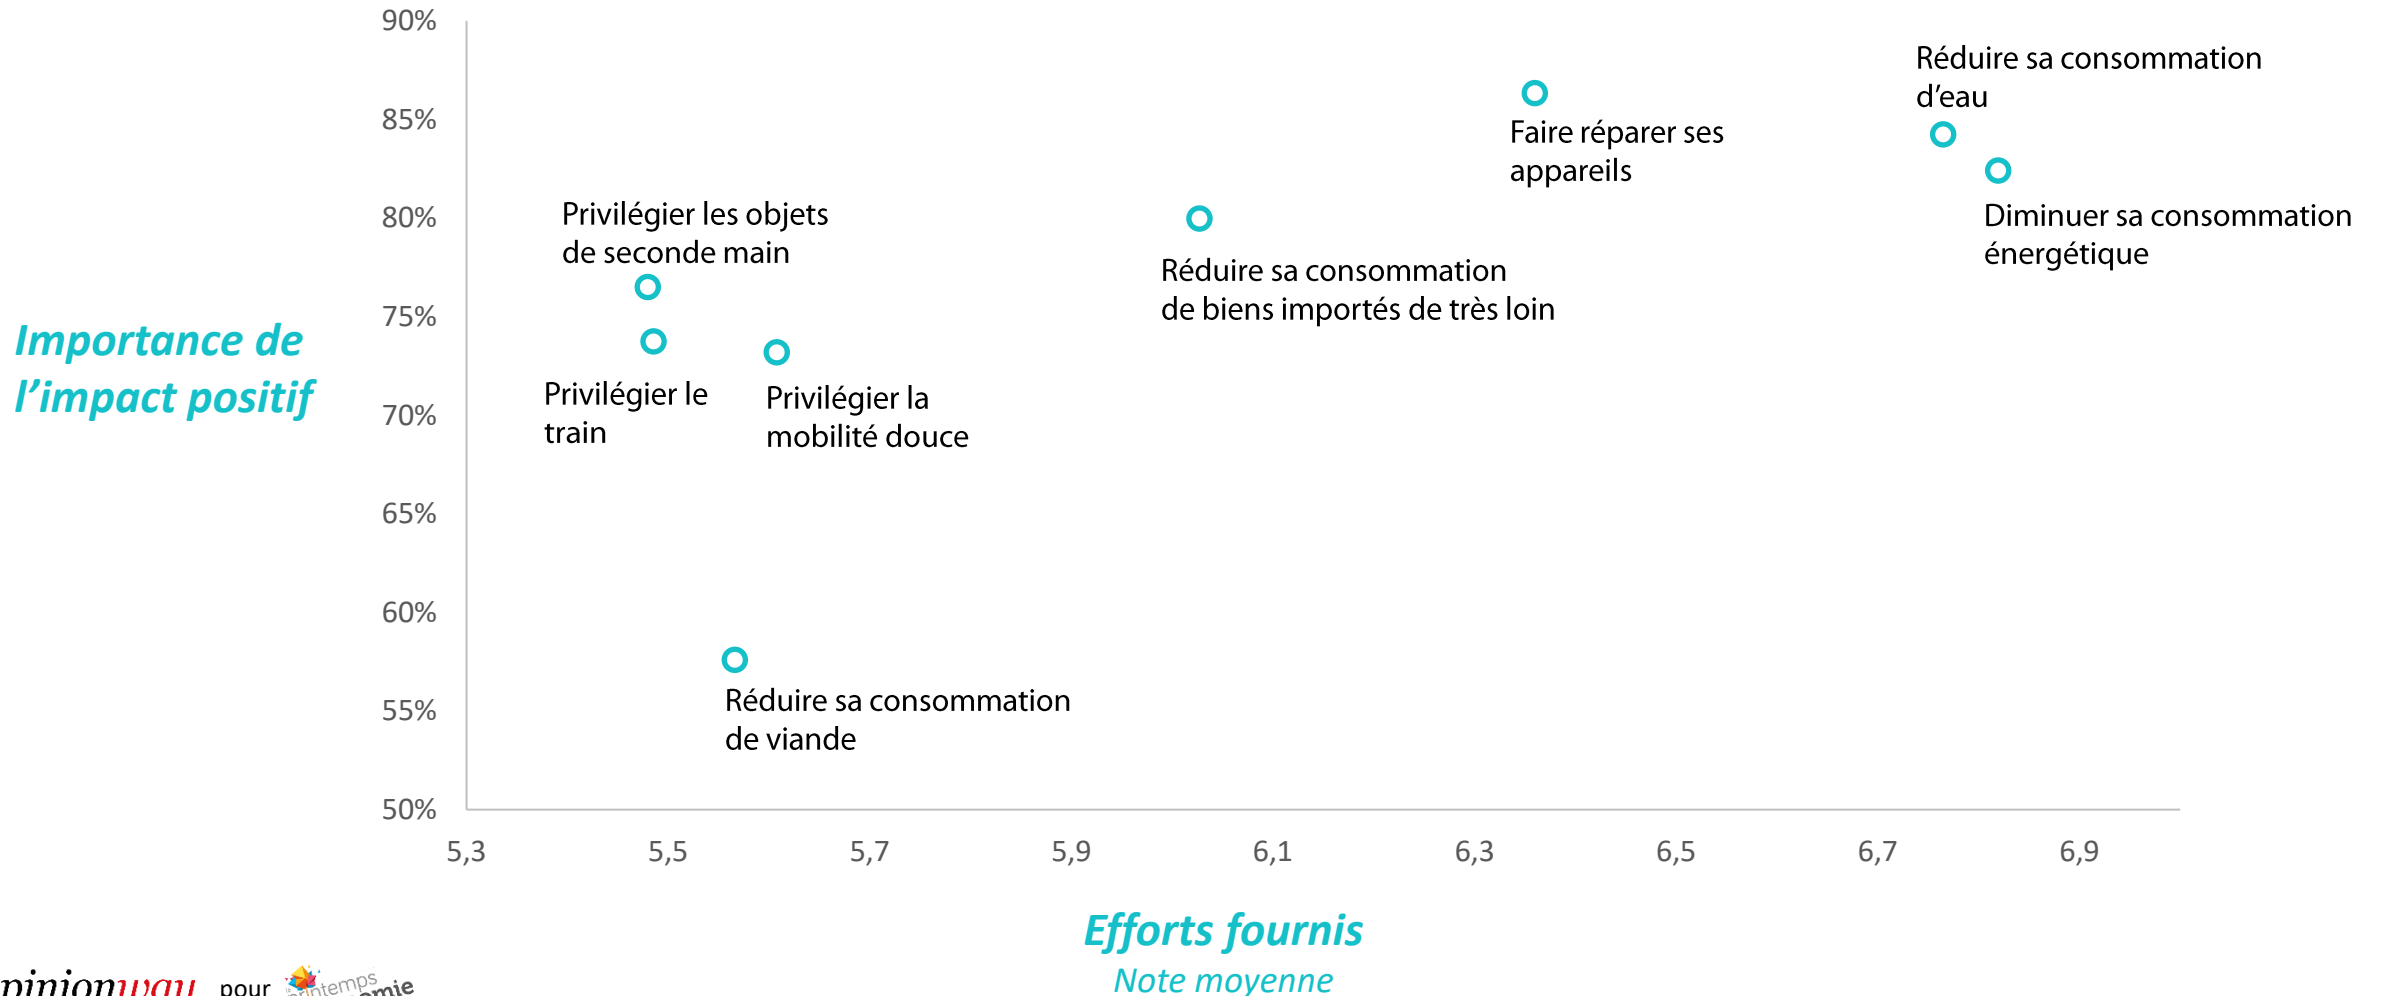 90%
85%
80%
75%
70%
65%
60%
55%
50%
Importance de
l’impact positif
Réduire sa consommation
d’eau
Faire réparer ses
appareils
Diminuer sa consommation
énergétique
Privilégier les objets
de seconde main
Réduire sa consommation
de biens importés de très loin
Privilégier le
train
Privilégier la
mobilité douce
Réduire sa consommation
de viande
5,3 5,5 5,7 5,9 6,1 6,3 6,5 6,7 6,9
Efforts fournis
Note moyenne
pour